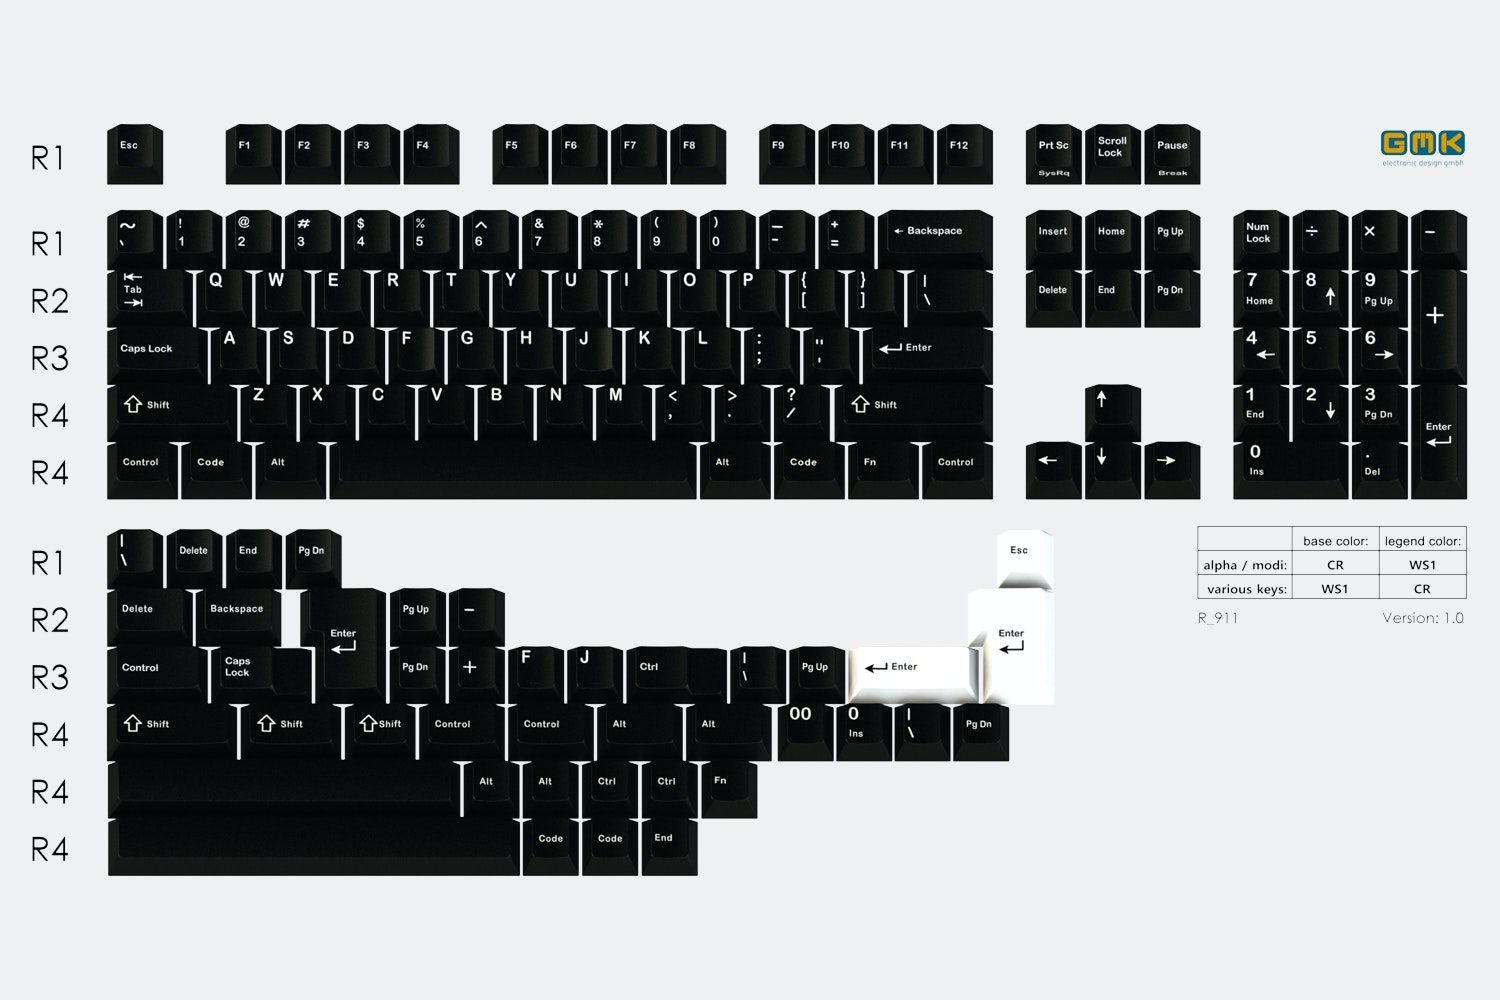 R1 Esc F1 F2 F3 F4 F5 F6 F7 F8 F9 F10 F11 F12 Prt Sc SysRq Scroll Lock Pause Break
GMK
electronic design gmbh
R1 ~ ` ! 1 @ 2 # 3 $ 4 % 5 ^ 6 & 7 * 8 ( 9 ) 0 _ - + = ← Backspace Insert Home Pg Up Num Lock ÷ × −
R2 Tab Q W E R T Y U I O P { [ } ] | \ Delete End Pg Dn 7 Home 8 ↑ 9 Pg Up +
R3 Caps Lock A S D F G H J K L : ; " ' Enter 4 ← 5 6 →
R4 Shift Z X C V B N M < , > . ? / Shift ↑ 1 End 2 ↓ 3 Pg Dn Enter
R4 Control Code Alt Alt Code Fn Control ← ↓ → 0 Ins . Del
R1 | \ Delete End Pg Dn Esc
R2 Delete Backspace Enter Pg Up − Enter
R3 Control Caps Lock Pg Dn + F J Ctrl | \ Pg Up Enter
R4 Shift Shift Shift Control Control Alt Alt 00 0 Ins | \ Pg Dn
R4 Alt Alt Ctrl Ctrl Fn
R4 Code Code End
base color: legend color:
alpha / modi: CR WS1
various keys: WS1 CR
R_911 Version: 1.0